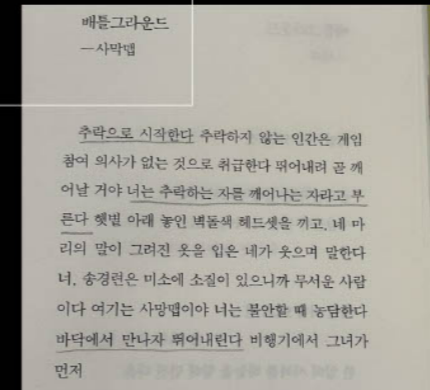 배틀그라운드
—사막맵
추락으로 시작한다 추락하지 않는 인간은 게임
참여 의사가 없는 것으로 취급한다 뛰어내려 곧 깨
어날 거야 너는 추락하는 자를 깨어나는 자라고 부
른다 햇빛 아래 놓인 벽돌색 헤드셋을 끼고, 네 마
리의 말이 그려진 옷을 입은 네가 웃으며 말한다
너, 송경련은 미소에 소질이 있으니까 무서운 사람
이다 여기는 사망맵이야 너는 불안할 때 농담한다
바닥에서 만나자 뛰어내린다 비행기에서 그녀가
먼저